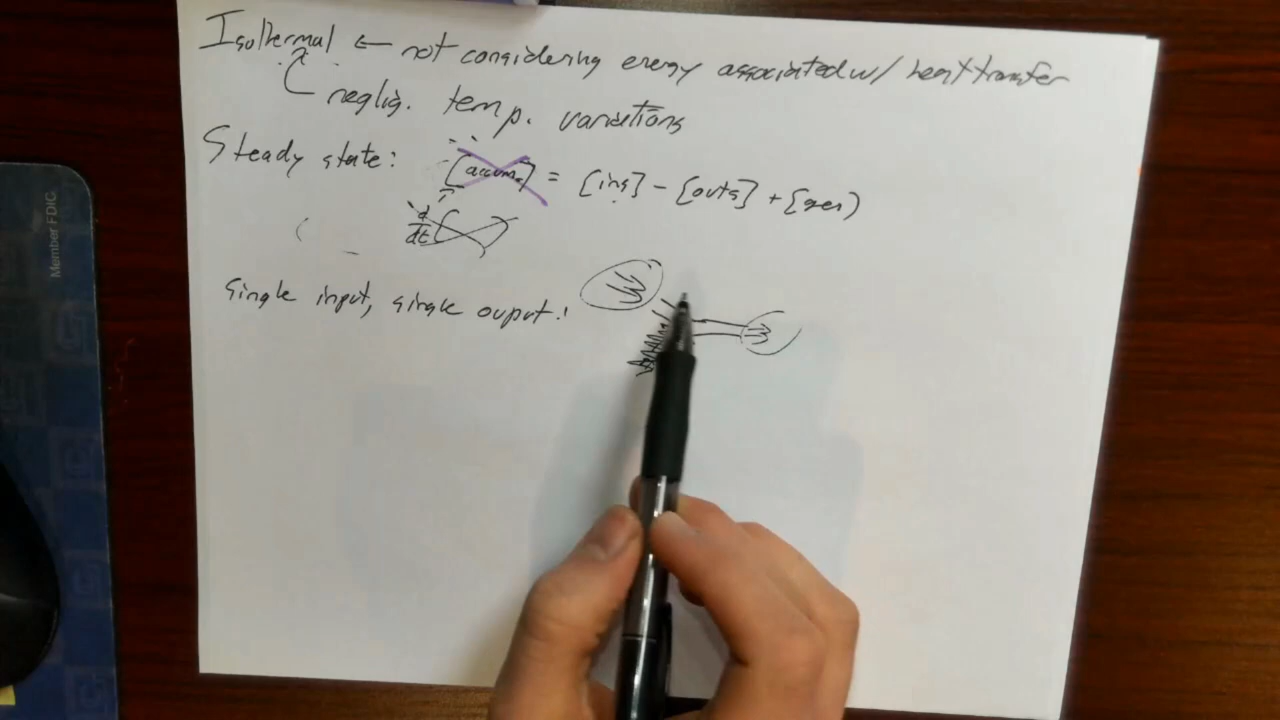 Isothermal ← not considering energy associated w/ heat transfer
neglig. temp. variations
Steady state: [accum.] = [ins] - [outs] + [gen]
d/dt ( )
single input, single ouput:
Member FDIC